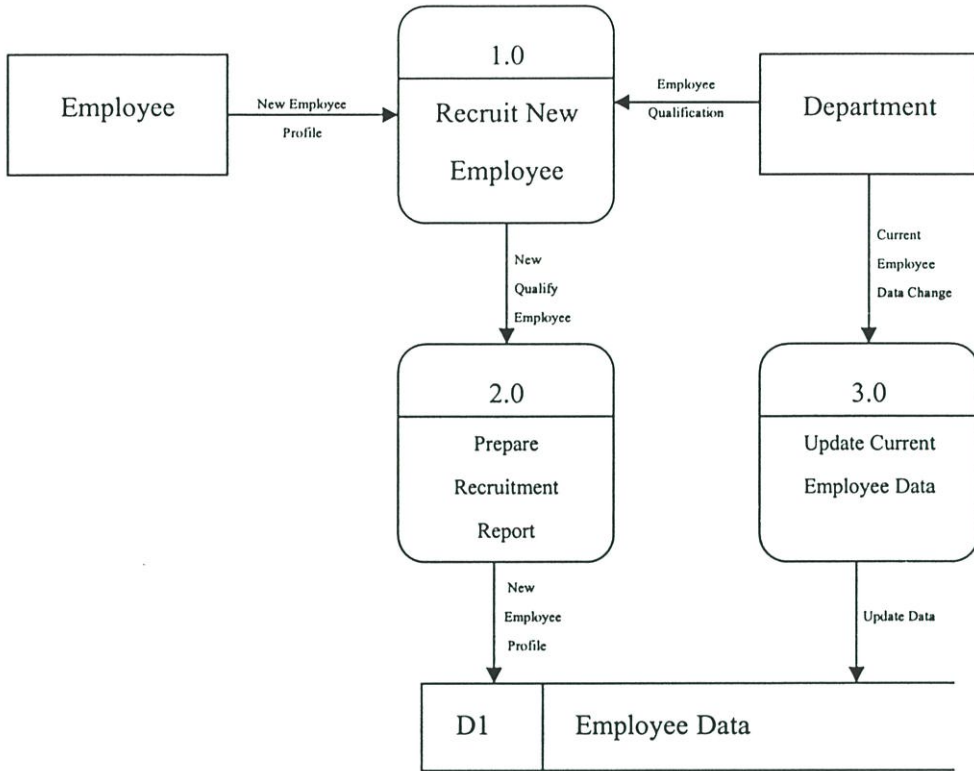 1.0
Employee
New Employee
Profile
Recruit New
Employee
Employee
Qualification
Department
New
Qualify
Employee
Current
Employee
Data Change
2.0
Prepare
Recruitment
Report
3.0
Update Current
Employee Data
New
Employee
Profile
Update Data
D1
Employee Data